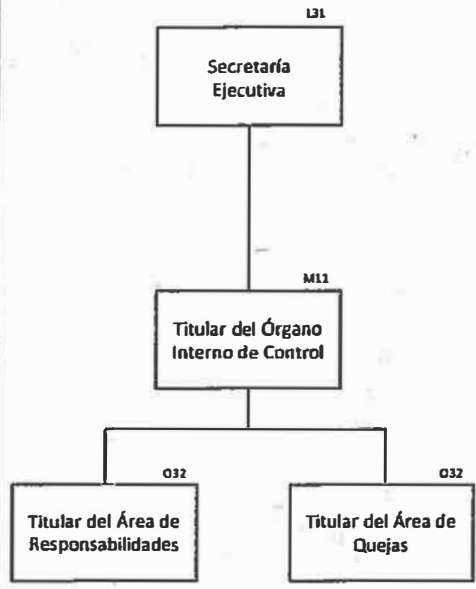 L31
Secretaría
Ejecutiva
M11
Titular del Órgano
Interno de Control
O32
Titular del Área de
Responsabilidades
O32
Titular del Área de
Quejas